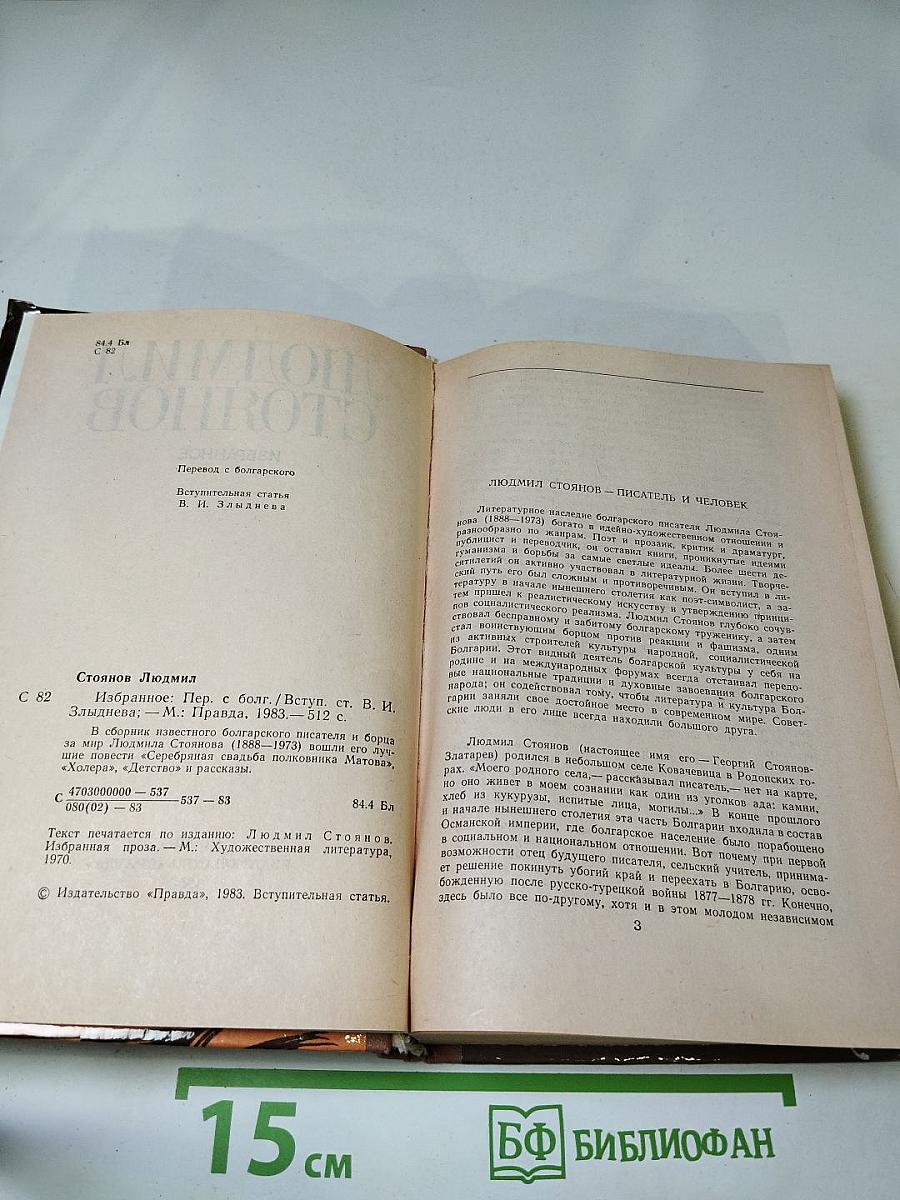 84.4 Бл
С 82
ЛЮДМИЛ
СТОЯНОВ
ИЗБРАННОЕ
Перевод с болгарского
Вступительная статья
В. И. Злыднева
Стоянов Людмил
С 82 Избранное: Пер. с болг./Вступ. ст. В. И.
Злыднева; — М.: Правда, 1983.— 512 с.
В сборник известного болгарского писателя и борца
за мир Людмила Стоянова (1888—1973) вошли его луч-
шие повести «Серебряная свадьба полковника Матова»,
«Холера», «Детство» и рассказы.
С 4703000000 — 537
080(02) — 83 537 — 83 84.4 Бл
Текст печатается по изданию: Людмил Стоянов.
Избранная проза. — М.: Художественная литература,
1970.
© Издательство «Правда», 1983. Вступительная статья.
ЛЮДМИЛ СТОЯНОВ — ПИСАТЕЛЬ И ЧЕЛОВЕК
Литературное наследие болгарского писателя Людмила Стоя-
нова (1888—1973) богато в идейно-художественном отношении и
разнообразно по жанрам. Поэт и прозаик, критик и драматург,
публицист и переводчик, он оставил книги, проникнутые идеями
гуманизма и борьбы за самые светлые идеалы. Более шести де-
сятилетий он активно участвовал в литературной жизни. Творче-
ский путь его был сложным и противоречивым. Он вступил в ли-
тературу в начале нынешнего столетия как поэт-символист, а за-
тем пришел к реалистическому искусству и утверждению принци-
пов социалистического реализма. Людмил Стоянов глубоко сочув-
ствовал бесправному и забитому болгарскому труженику, а затем
стал воинствующим борцом против реакции и фашизма, одним
из активных строителей культуры народной, социалистической
Болгарии. Этот видный деятель болгарской культуры у себя на
родине и на международных форумах всегда отстаивал передо-
вые национальные традиции и духовные завоевания болгарского
народа; он содействовал тому, чтобы литература и культура Бол-
гарии заняли свое достойное место в современном мире. Совет-
ские люди в его лице всегда находили большого друга.
Людмил Стоянов (настоящее имя его — Георгий Стоянов-
Златарев) родился в небольшом селе Ковачевица в Родопских го-
рах. «Моего родного села,— рассказывал писатель,— нет на карте,
но оно живет в моем сознании как один из уголков ада: камни,
хлеб из кукурузы, испитые лица, могилы...» В конце прошлого
и начале нынешнего столетия эта часть Болгарии входила в состав
Османской империи, где болгарское население было порабощено
в социальном и национальном отношении. Вот почему при первой
возможности отец будущего писателя, сельский учитель, принима-
ет решение покинуть убогий край и переехать в Болгарию, осво-
божденную после русско-турецкой войны 1877—1878 гг. Конечно,
здесь было все по-другому, хотя и в этом молодом независимом
3
15 см
БФ БИБЛИОФАН